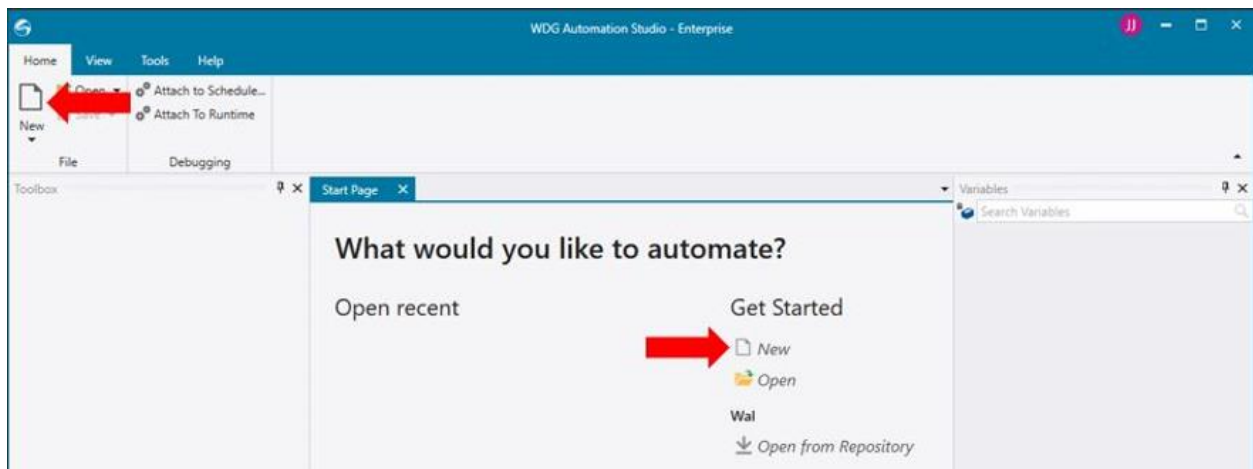 WDG Automation Studio - Enterprise
JJ
Home View Tools Help
Open
Attach to Schedule...
Save
Attach To Runtime
New
File Debugging
Toolbox
Start Page
Variables
Search Variables
What would you like to automate?
Open recent
Get Started
New
Open
Wal
Open from Repository